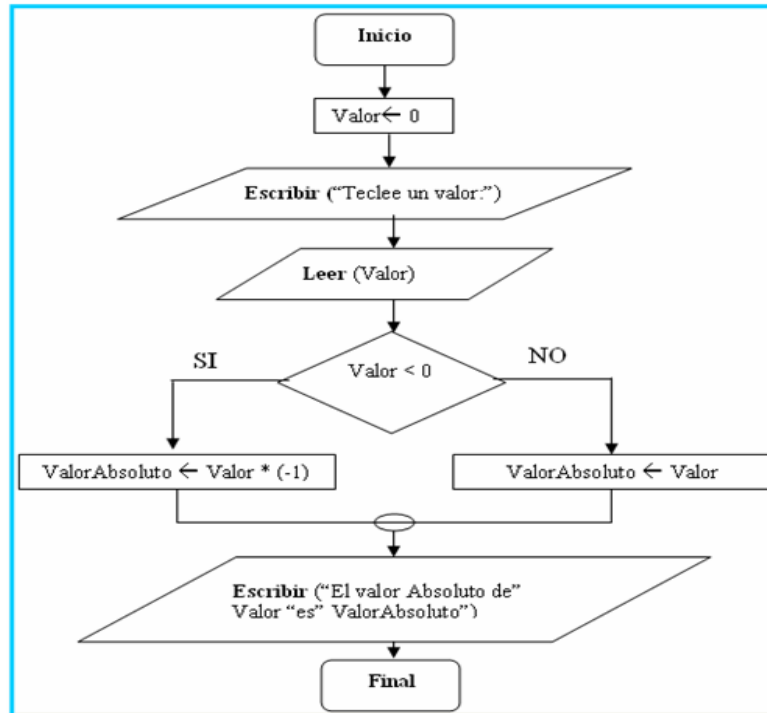 Inicio
Valor← 0
Escribir (“Teclee un valor:”)
Leer (Valor)
SI
Valor < 0
NO
ValorAbsoluto ← Valor * (-1)
ValorAbsoluto ← Valor
Escribir (“El valor Absoluto de”
Valor “es” ValorAbsoluto”)
Final